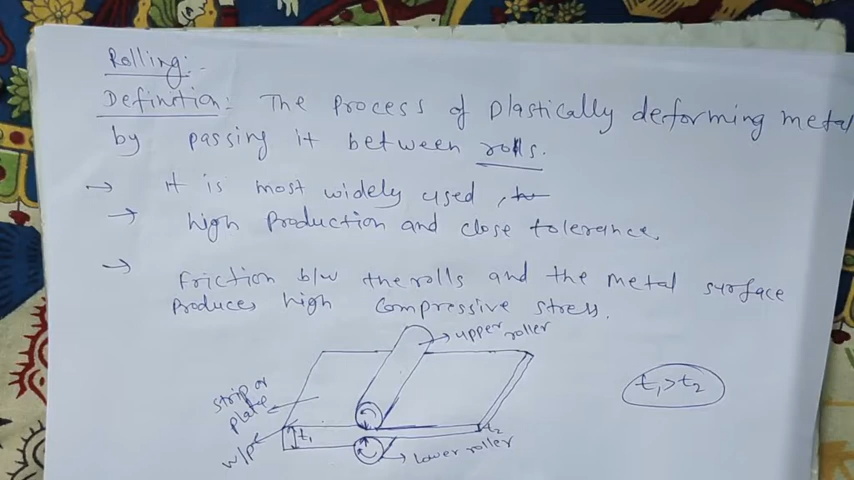 Rolling:-
Definition: The process of plastically deforming metal
by passing it between rolls.
→ It is most widely used,
→ high production and close tolerance.
→ Friction b/w the rolls and the metal surface
produces high compressive stress.
upper roller
strip or
plate
t₁>t₂
w/p
t₁
t₂
lower roller